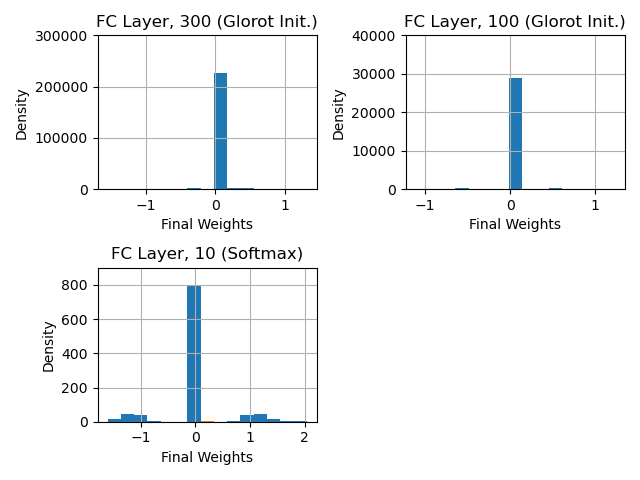 FC Layer, 300 (Glorot Init.)
300000
200000
100000
0
Density
−1 0 1
Final Weights
FC Layer, 100 (Glorot Init.)
40000
30000
20000
10000
0
Density
−1 0 1
Final Weights
FC Layer, 10 (Softmax)
800
600
400
200
0
Density
−1 0 1 2
Final Weights